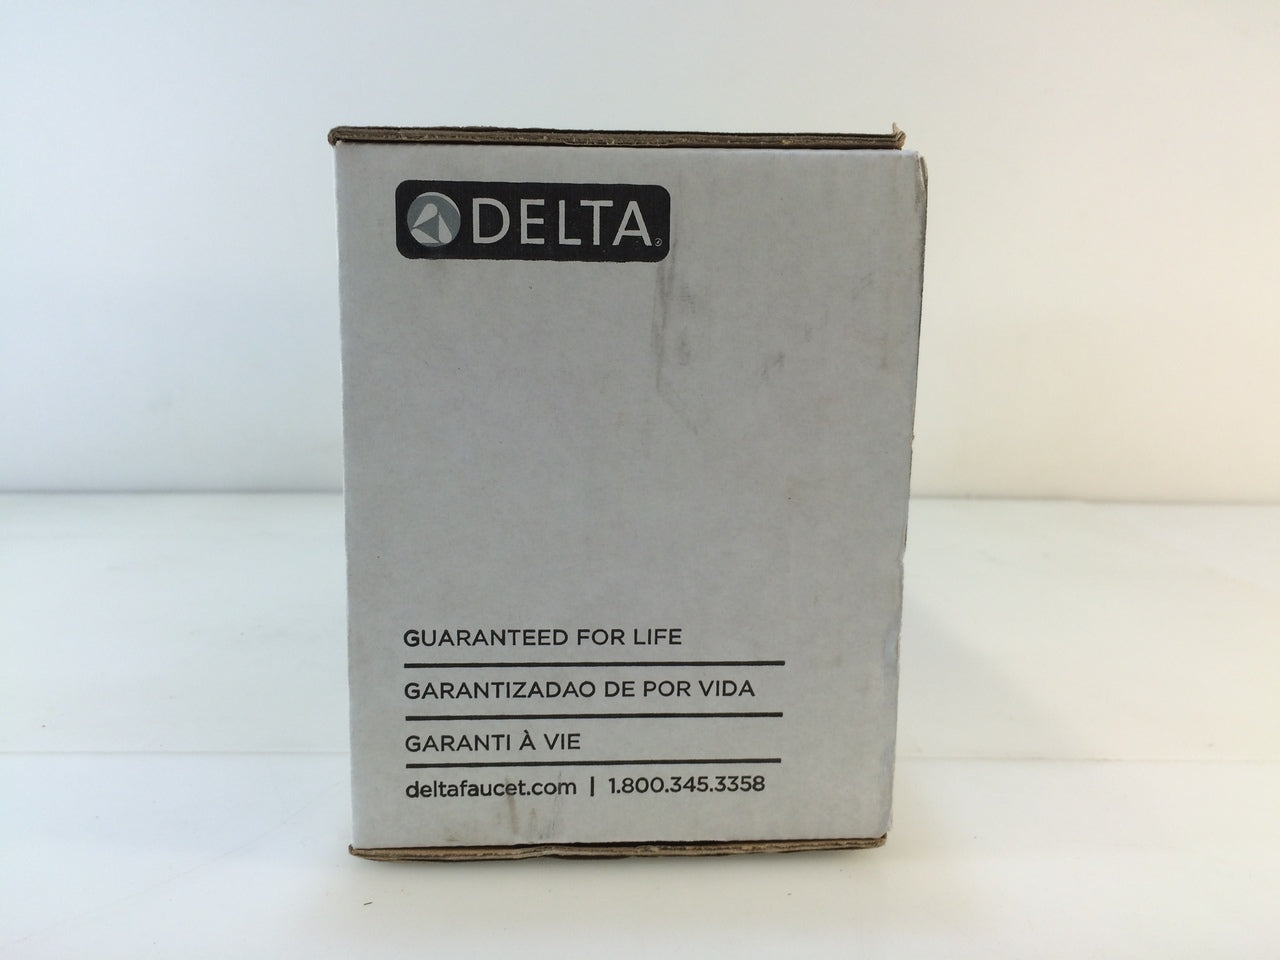 DELTA
GUARANTEED FOR LIFE
GARANTIZADAO DE POR VIDA
GARANTI À VIE
deltafaucet.com | 1.800.345.3358